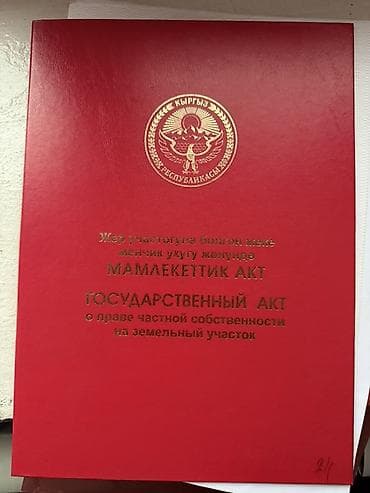 КЫРГЫЗ
РЕСПУБЛИКАСЫ
Жер участогуна болгон жеке
менчик укугу жөнүндө
МАМЛЕКЕТТИК АКТ
ГОСУДАРСТВЕННЫЙ АКТ
о праве частной собственности
на земельный участок